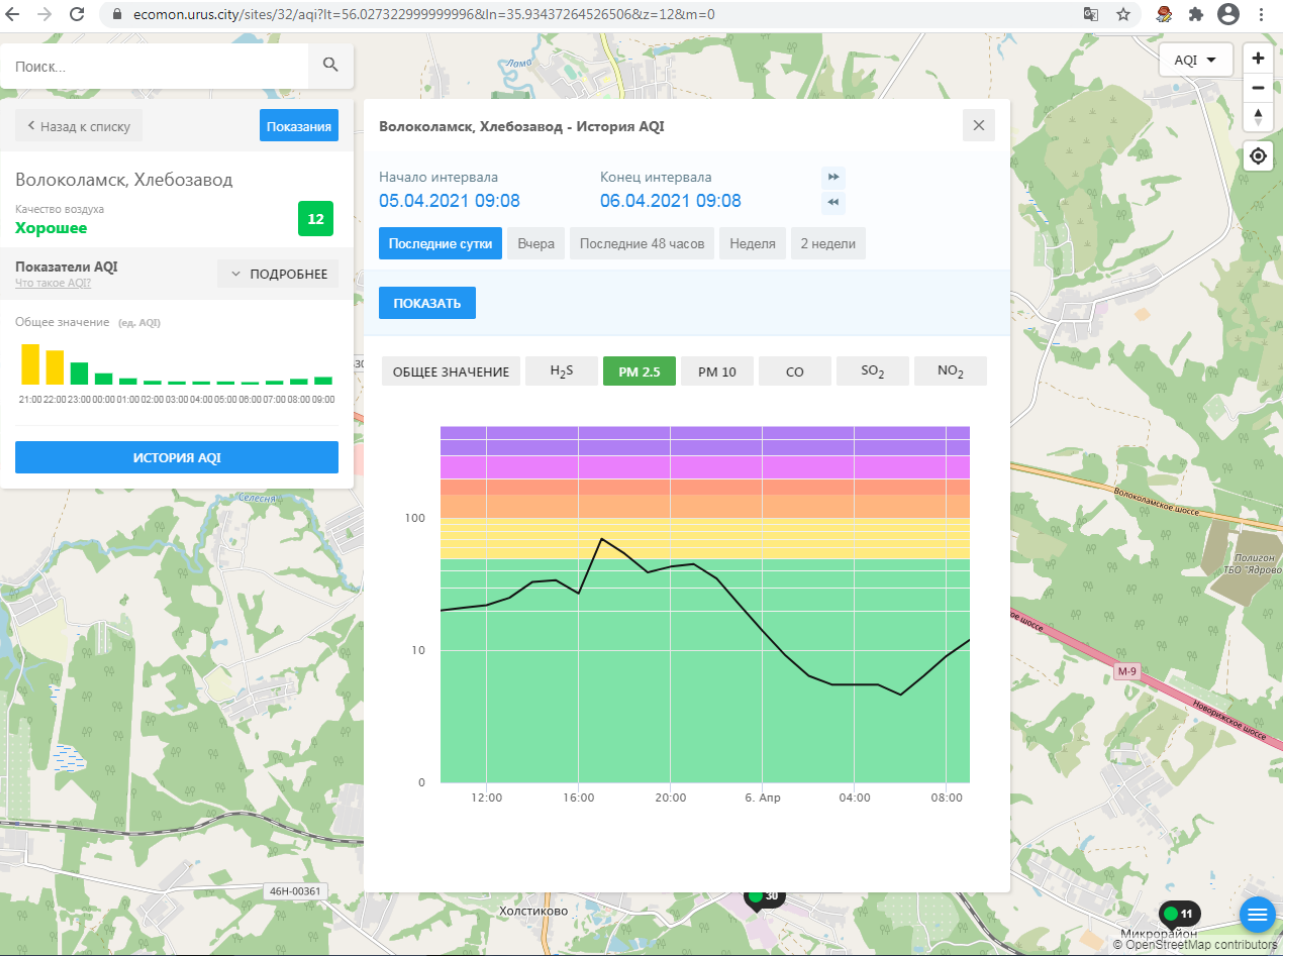 ecomon.urus.city/sites/32/aqi?lt=56.027322999999996&ln=35.93437264526506&z=12&m=0
Поиск...
Лама
AQI
Назад к списку
Показания
Волоколамск, Хлебозавод
Качество воздуха
Хорошее
12
Показатели AQI
Что такое AQI?
ПОДРОБНЕЕ
Общее значение (ед. AQI)
21:00 22:00 23:00 00:00 01:00 02:00 03:00 04:00 05:00 06:00 07:00 08:00 09:00
ИСТОРИЯ AQI
Волоколамск, Хлебозавод - История AQI
Начало интервала
Конец интервала
05.04.2021 09:08
06.04.2021 09:08
Последние сутки
Вчера
Последние 48 часов
Неделя
2 недели
ПОКАЗАТЬ
ОБЩЕЕ ЗНАЧЕНИЕ
H2S
PM 2.5
PM 10
CO
SO2
NO2
100
10
0
12:00
16:00
20:00
6. Апр
04:00
08:00
Селесня
Волоколамское шоссе
Полигон
ТБО "Ядрово
М-9
Новорижское шоссе
46Н-00361
Холстиково
30
11
Микрорайон
© OpenStreetMap contributors